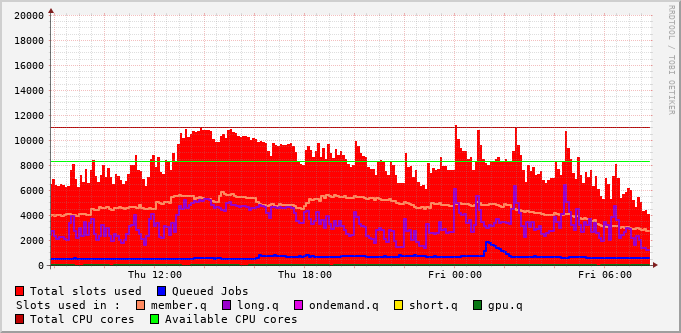 20000
18000
16000
14000
12000
10000
8000
6000
4000
2000
0
Thu 12:00 Thu 18:00 Fri 00:00 Fri 06:00
RRDTOOL / TOBI OETIKER
Total slots used Queued Jobs
Slots used in : member.q long.q ondemand.q short.q gpu.q
Total CPU cores Available CPU cores